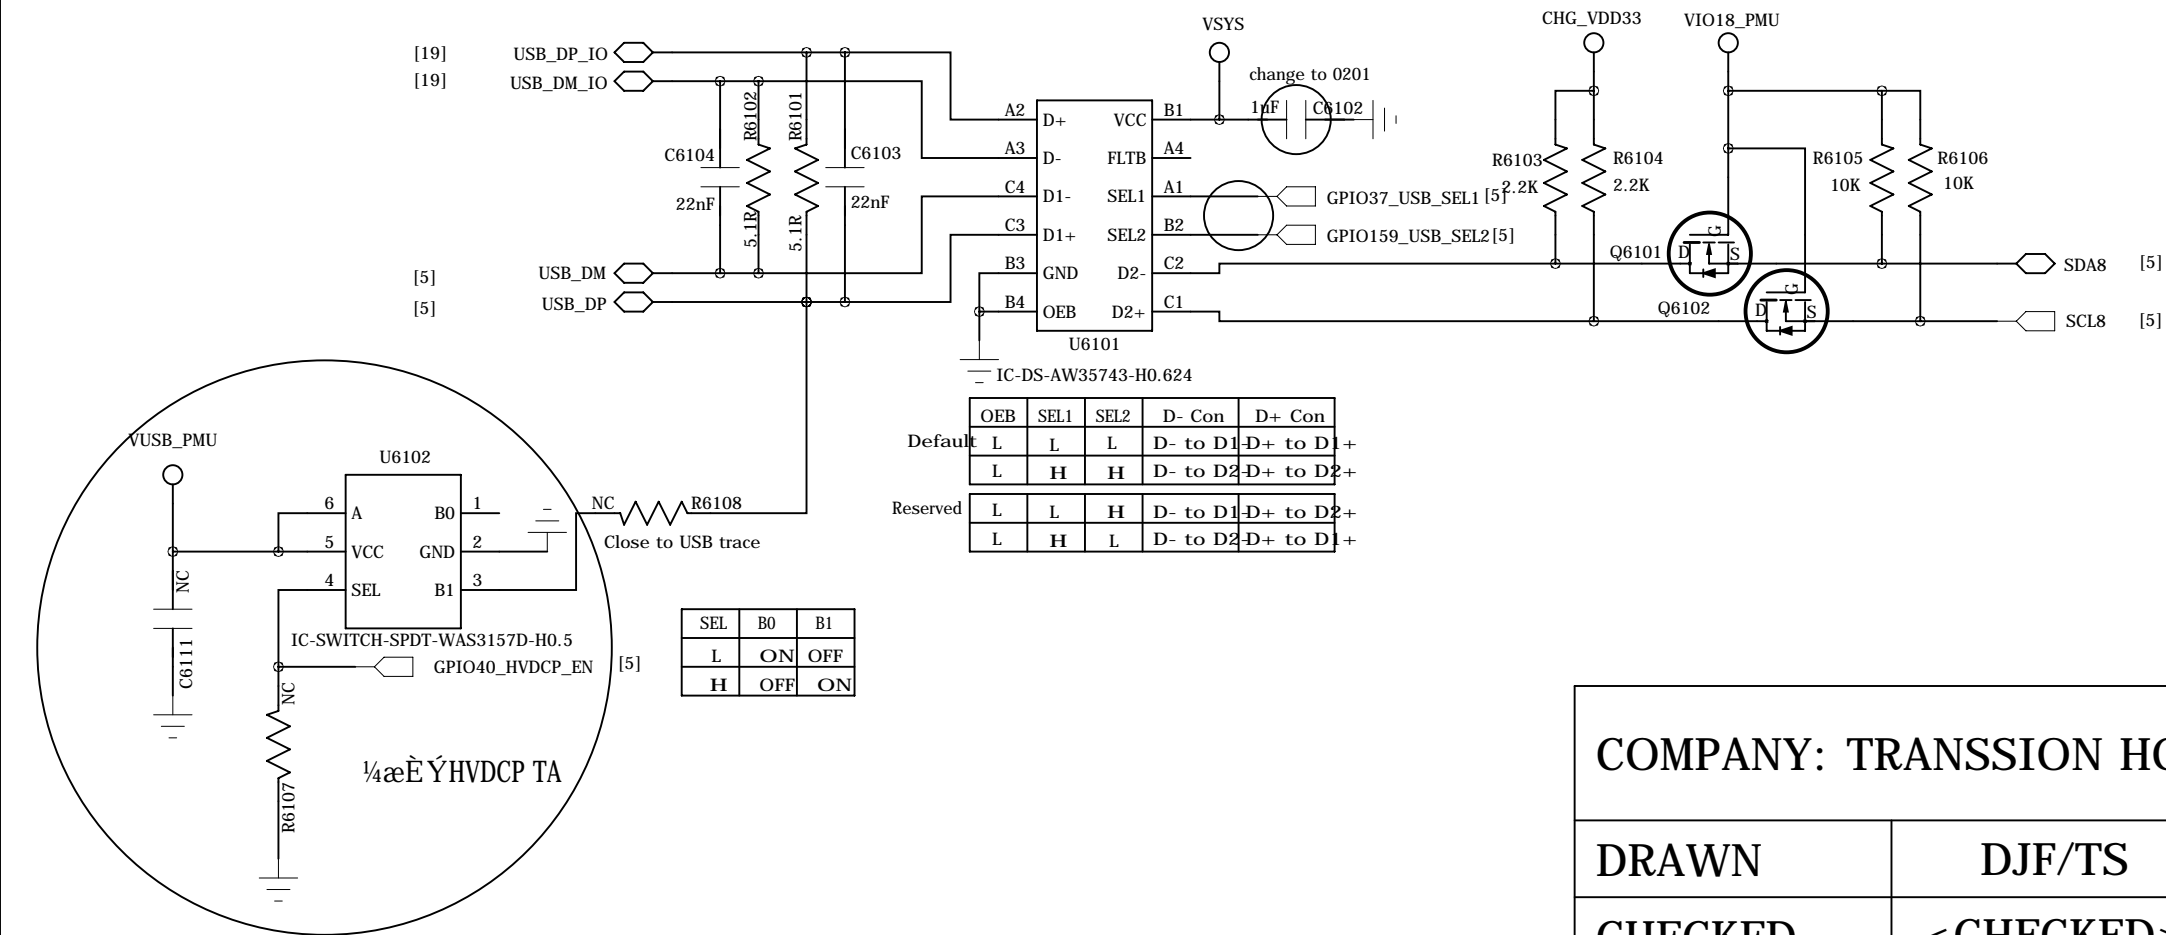 CHG_VDD33
VIO18_PMU
VSYS
[19]
USB_DP_IO
[19]
USB_DM_IO
change to 0201
1uF
C6102
R6102
R6101
A2
D+
VCC
B1
A3
D-
FLTB
A4
C4
D1-
SEL1
A1
C3
D1+
SEL2
B2
B3
GND
D2-
C2
B4
OEB
D2+
C1
U6101
IC-DS-AW35743-H0.624
C6104
22nF
5.1R
5.1R
C6103
22nF
GPIO37_USB_SEL1
[5]
GPIO159_USB_SEL2
[5]
R6103
2.2K
R6104
2.2K
R6105
10K
R6106
10K
Q6101
D
G
S
Q6102
D
G
S
SDA8
[5]
SCL8
[5]
[5]
USB_DM
[5]
USB_DP
OEB SEL1 SEL2 D- Con D+ Con
Default L L L D- to D1- D+ to D1+
L H H D- to D2- D+ to D2+
Reserved L L H D- to D1- D+ to D2+
L H L D- to D2- D+ to D1+
VUSB_PMU
U6102
6
A
B0
1
5
VCC
GND
2
4
SEL
B1
3
IC-SWITCH-SPDT-WAS3157D-H0.5
NC
R6108
Close to USB trace
NC
C6111
GPIO40_HVDCP_EN
[5]
NC
R6107
¼æÈÝHVDCP TA
SEL B0 B1
L ON OFF
H OFF ON
COMPANY: TRANSSION
DRAWN DJF/TS
CHECKED <CHECKED>